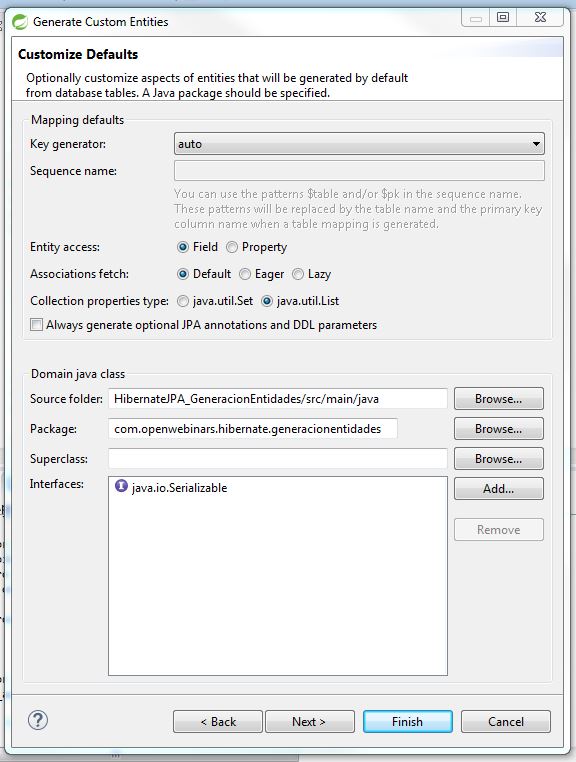 Generate Custom Entities
Customize Defaults
Optionally customize aspects of entities that will be generated by default
from database tables. A Java package should be specified.
Mapping defaults
Key generator: auto
Sequence name:
You can use the patterns $table and/or $pk in the sequence name.
These patterns will be replaced by the table name and the primary key
column name when a table mapping is generated.
Entity access: Field Property
Associations fetch: Default Eager Lazy
Collection properties type: java.util.Set java.util.List
Always generate optional JPA annotations and DDL parameters
Domain java class
Source folder: HibernateJPA_GeneracionEntidades/src/main/java Browse...
Package: com.openwebinars.hibernate.generacionentidades Browse...
Superclass: Browse...
Interfaces: I java.io.Serializable Add...
Remove
? < Back Next > Finish Cancel